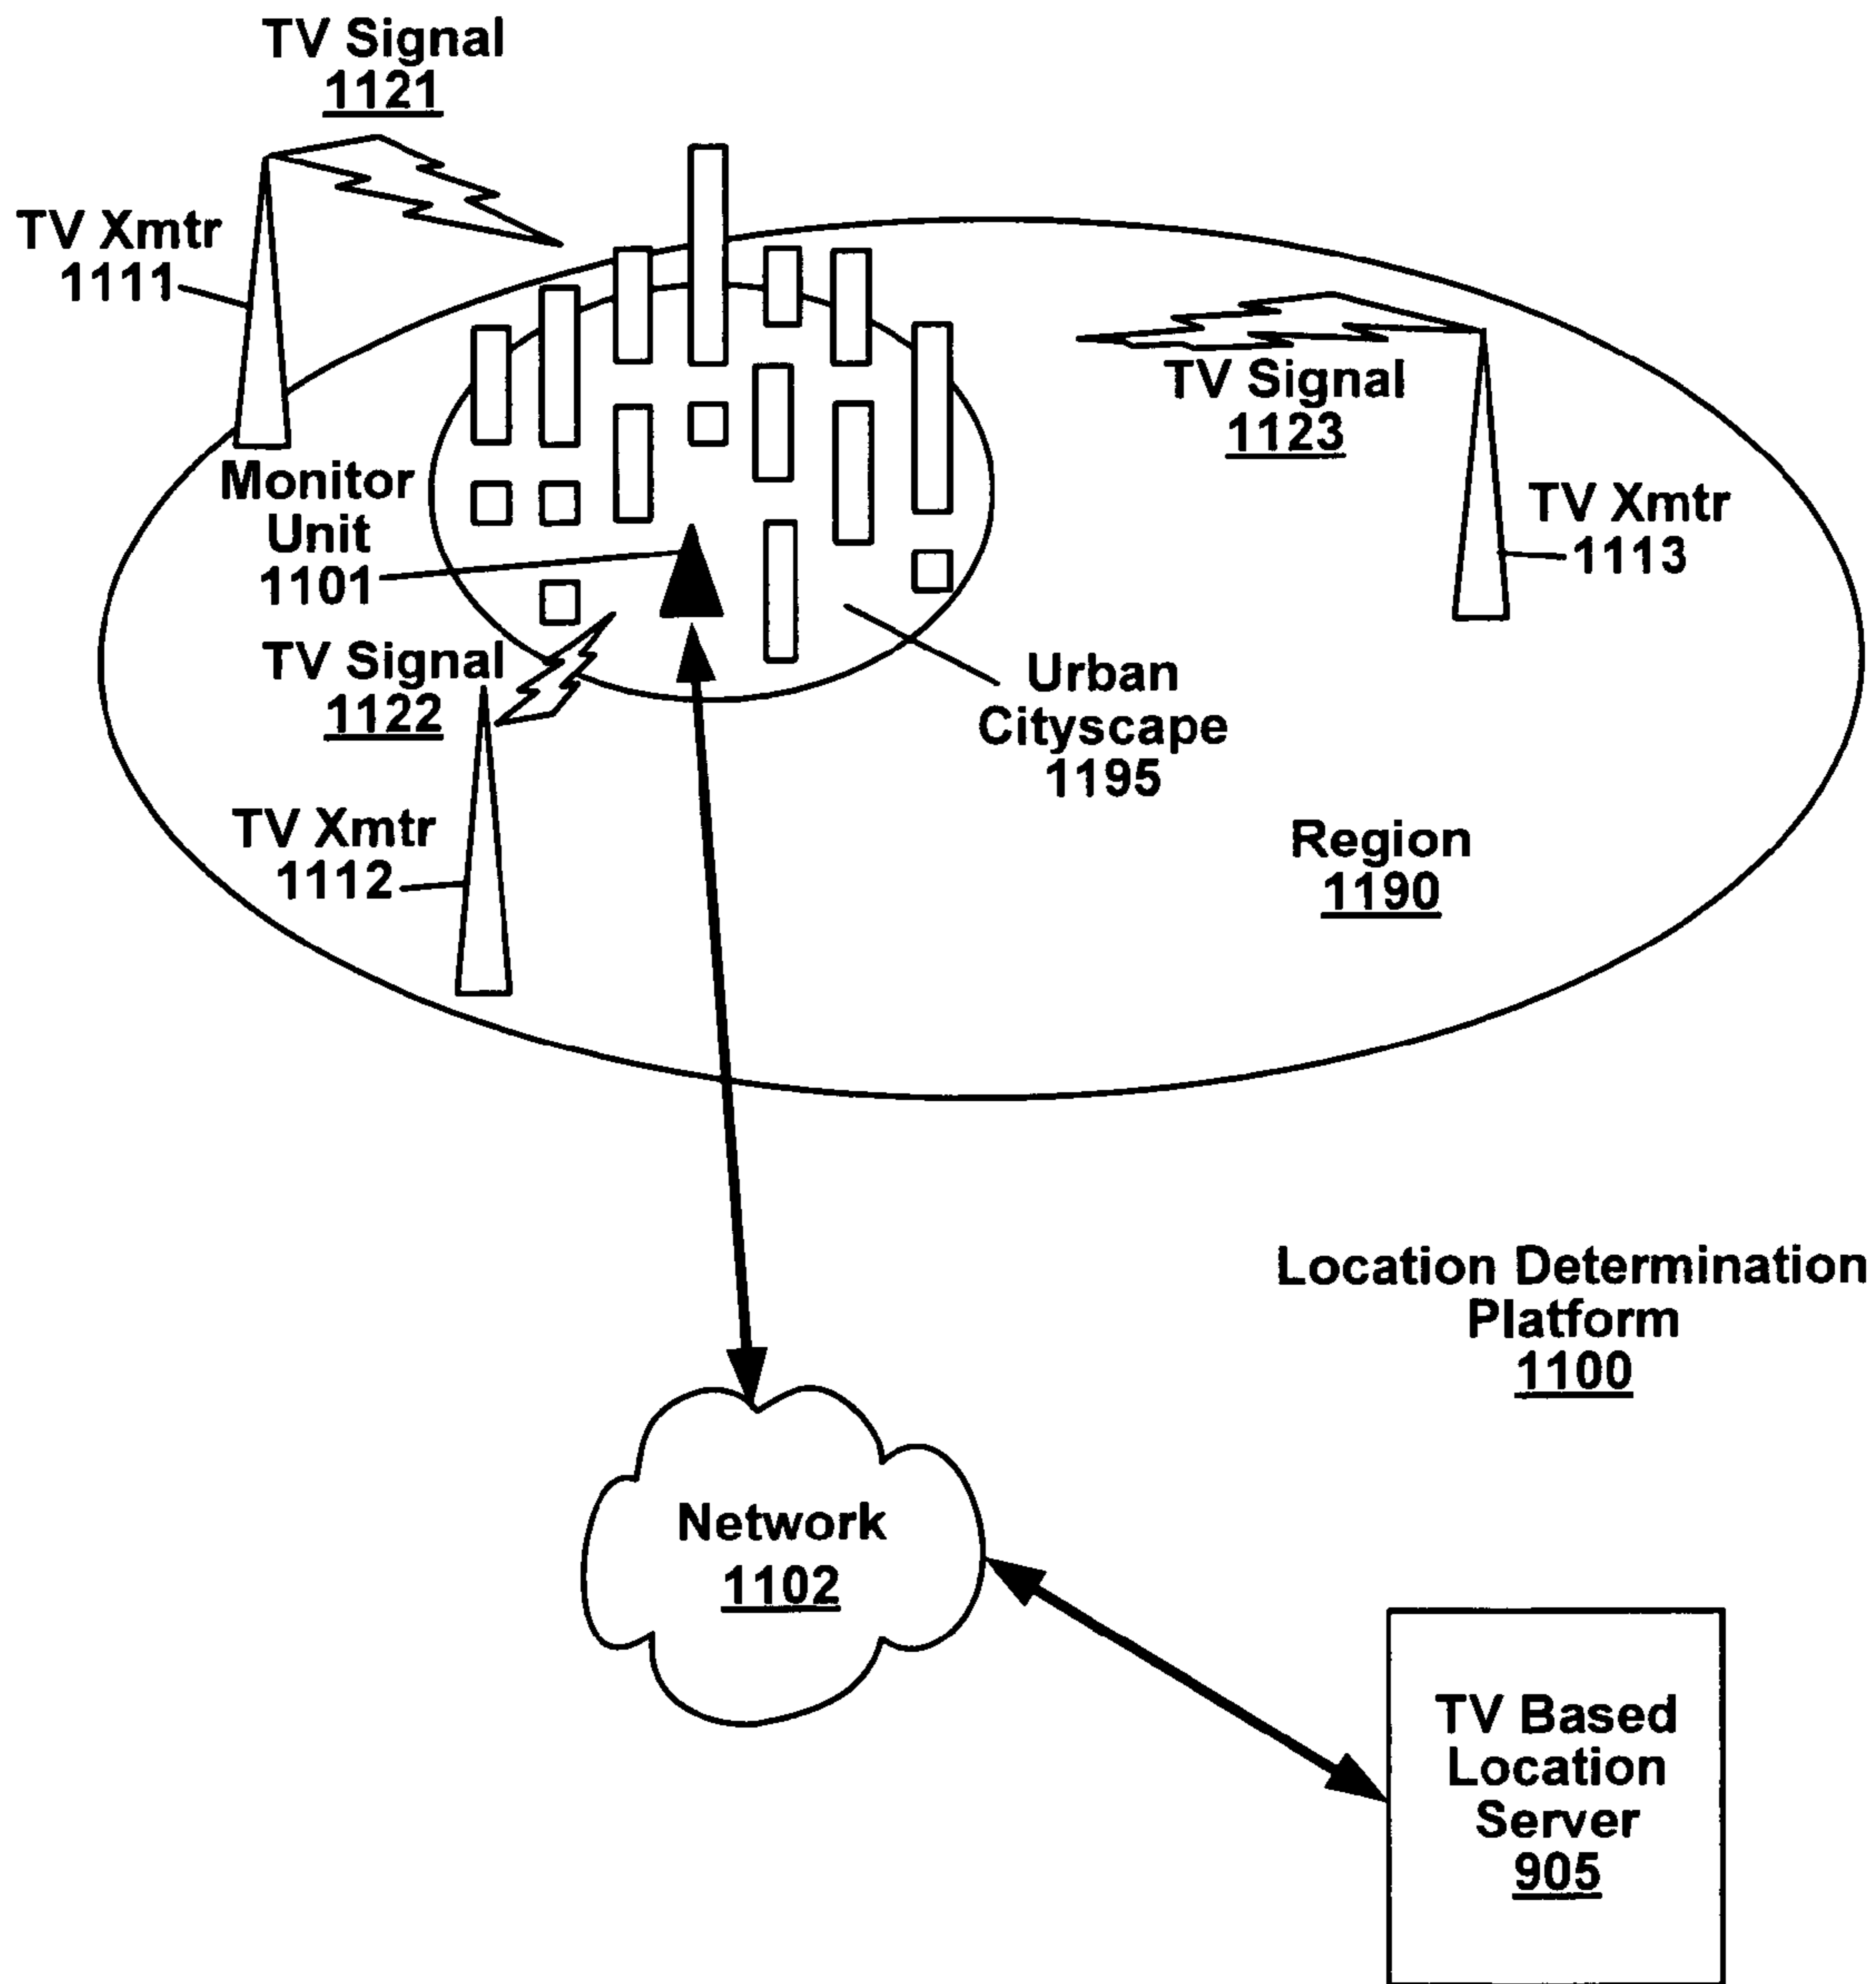 TV Signal
1121
TV Xmtr
1111
TV Signal
1123
Monitor
Unit
1101
TV Xmtr
1113
TV Signal
1122
Urban
Cityscape
1195
TV Xmtr
1112
Region
1190
Location Determination
Platform
1100
Network
1102
TV Based
Location
Server
905